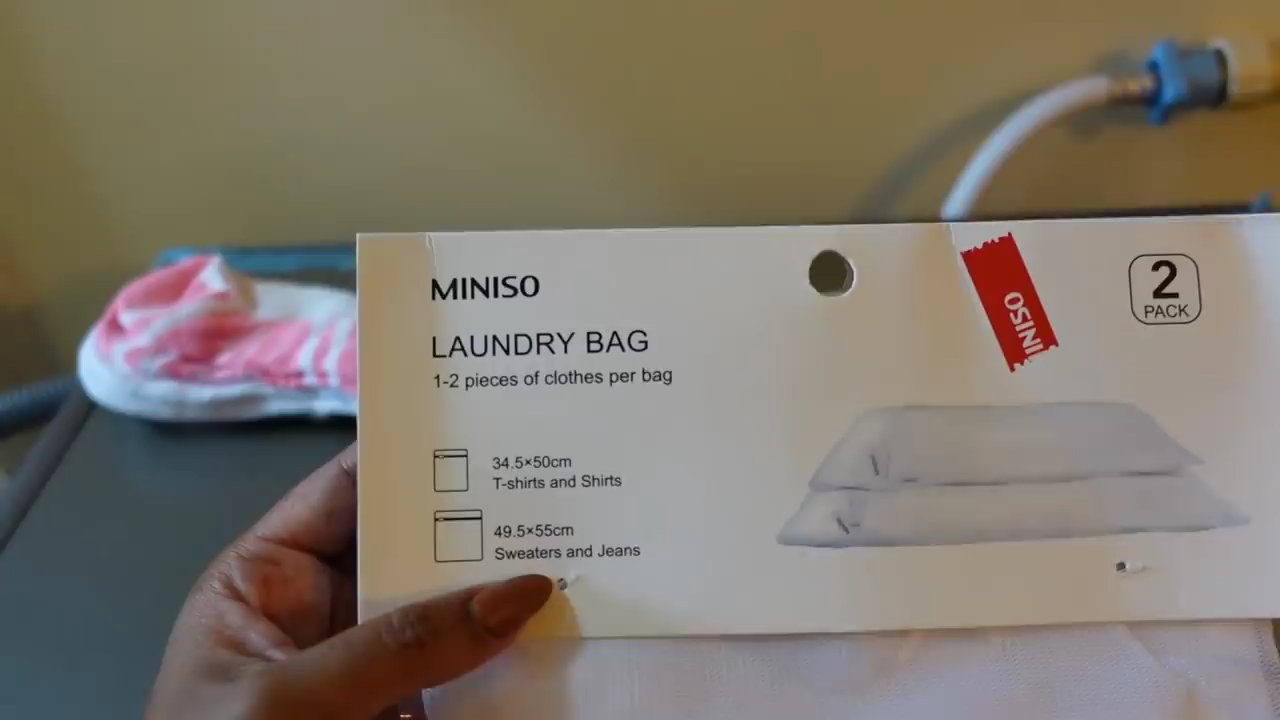 MINISO
LAUNDRY BAG
1-2 pieces of clothes per bag
34.5×50cm
T-shirts and Shirts
49.5×55cm
Sweaters and Jeans
INISO
2
PACK